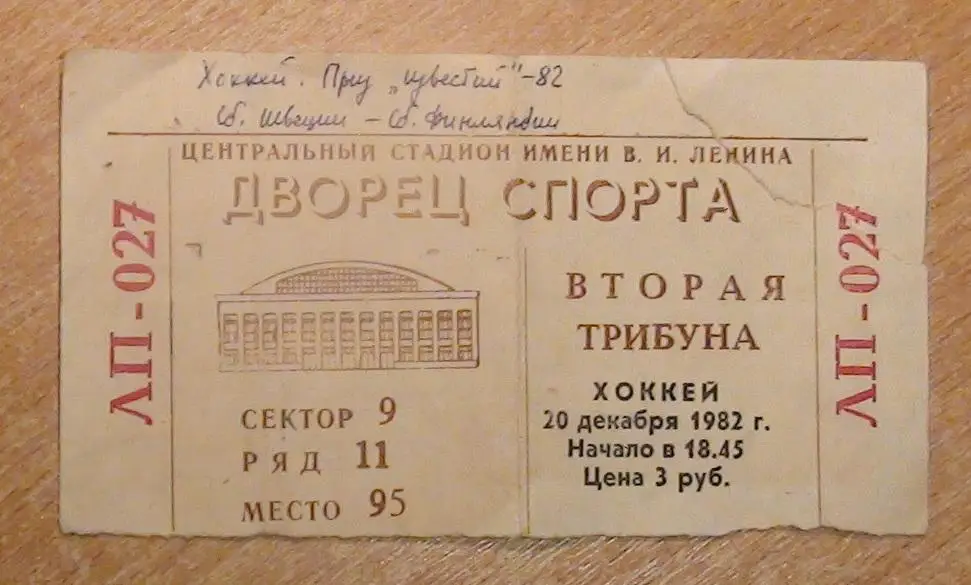 Хоккей. Приз „Известий"-82
Сб. Швеции - Сб. Финляндии
ЦЕНТРАЛЬНЫЙ СТАДИОН ИМЕНИ В. И. ЛЕНИНА
ДВОРЕЦ СПОРТА
ЛП-027
ВТОРАЯ
ТРИБУНА
СЕКТОР 9
РЯД 11
МЕСТО 95
ХОККЕЙ
20 декабря 1982 г.
Начало в 18.45
Цена 3 руб.
ЛП-027